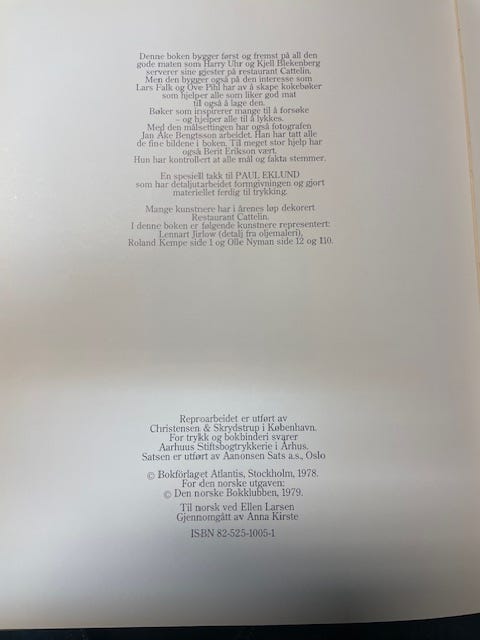 Denne boken bygger først og fremst på all den
gode maten som Harry Uhr og Kjell Blekenberg
serverer sine gjester på restaurant Cattelin.
Men den bygger også på den interesse som
Lars Falk og Ove Pihl har av å skape kokebøker
som hjelper alle som liker god mat
til også å lage den.
Bøker som inspirerer mange til å forsøke
– og hjelper alle til å lykkes.
Med den målsettingen har også fotografen
Jan Åke Bengtsson arbeidet. Han har tatt alle
de fine bildene i boken. Til meget stor hjelp har
også Berit Erikson vært.
Hun har kontrollert at alle mål og fakta stemmer.
En spesiell takk til PAUL EKLUND
som har detaljutarbeidet formgivningen og gjort
materiellet ferdig til trykking.
Mange kunstnere har i årenes løp dekorert
Restaurant Cattelin.
I denne boken er følgende kunstnere representert:
Lennart Jirlow (detalj fra oljemaleri),
Roland Kempe side 1 og Olle Nyman side 12 og 110.
Reproarbeidet er utført av
Christensen & Skrydstrup i København.
For trykk og bokbinderi svarer
Aarhuus Stiftsbogtrykkerie i Århus.
Satsen er utført av Aanonsen Sats a.s., Oslo
© Bokförlaget Atlantis, Stockholm, 1978.
For den norske utgaven:
© Den norske Bokklubben, 1979.
Til norsk ved Ellen Larsen
Gjennomgått av Anna Kirste
ISBN 82-525-1005-1